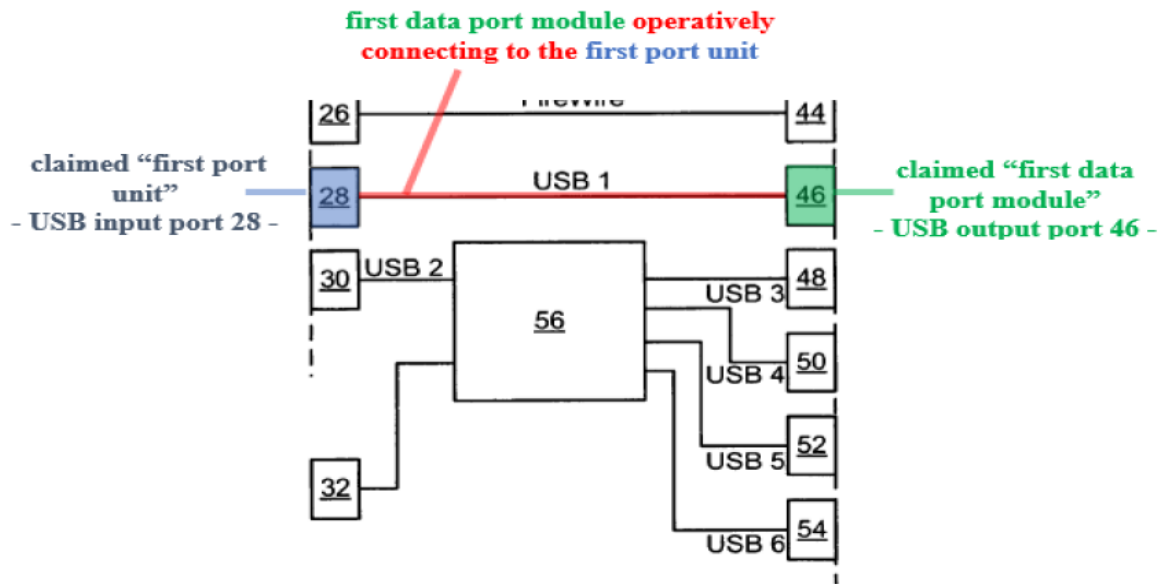 first data port module operatively
connecting to the first port unit
26
FireWire
44
claimed “first port
unit”
- USB input port 28 -
28
USB 1
46
claimed “first data
port module”
- USB output port 46 -
30
USB 2
56
USB 3
48
USB 4
50
USB 5
52
32
USB 6
54